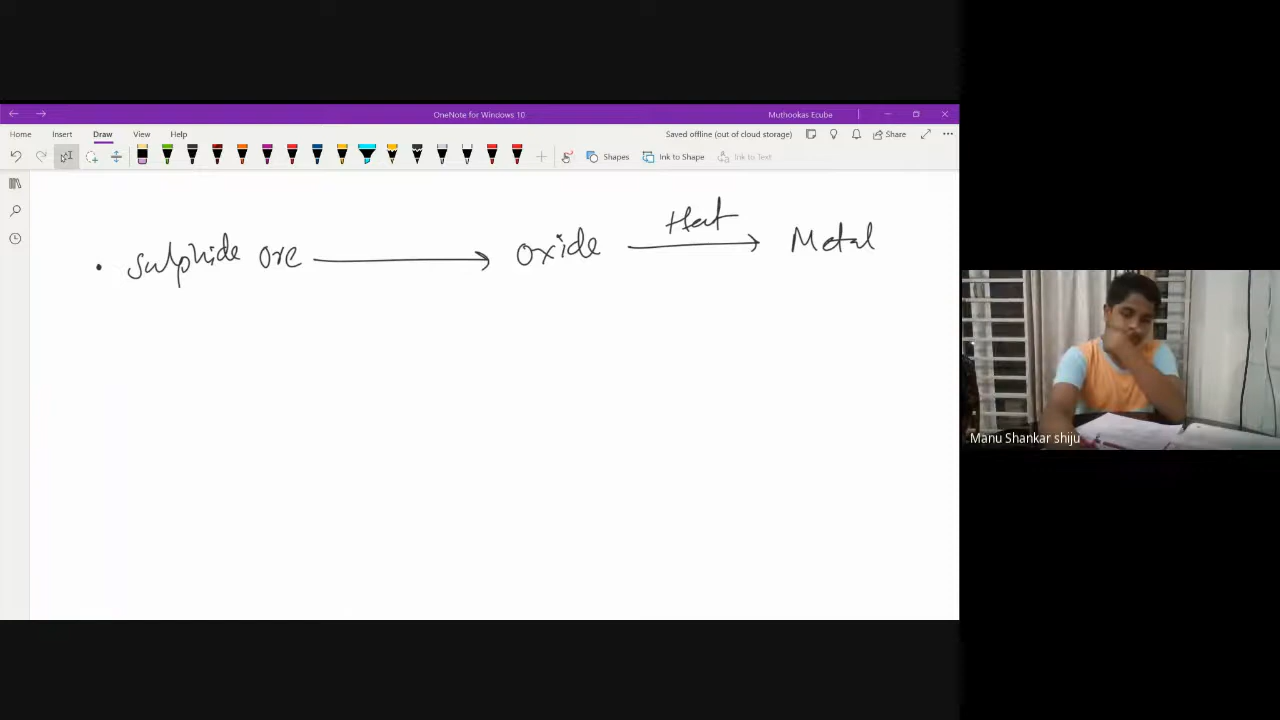 OneNote for Windows 10
Muthookas Ecube
Home Insert Draw View Help
Saved offline (out of cloud storage)
Share
Shapes
Ink to Shape
Ink to Text
• Sulphide ore ⟶ Oxide ⟶ Metal
Heat
Manu Shankar shiju